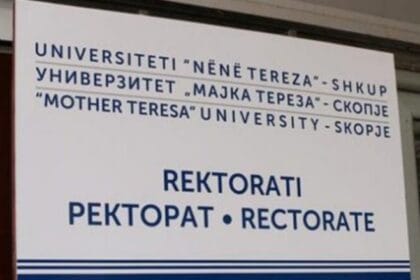 UNIVERSITETI "NËNË TEREZA" - SHKUP
УНИВЕРЗИТЕТ „МАЈКА ТЕРЕЗА" - СКОПЈЕ
"MOTHER TERESA" UNIVERSITY - SKOPJE
REKTORATI
РЕКТОРАТ • RECTORATE